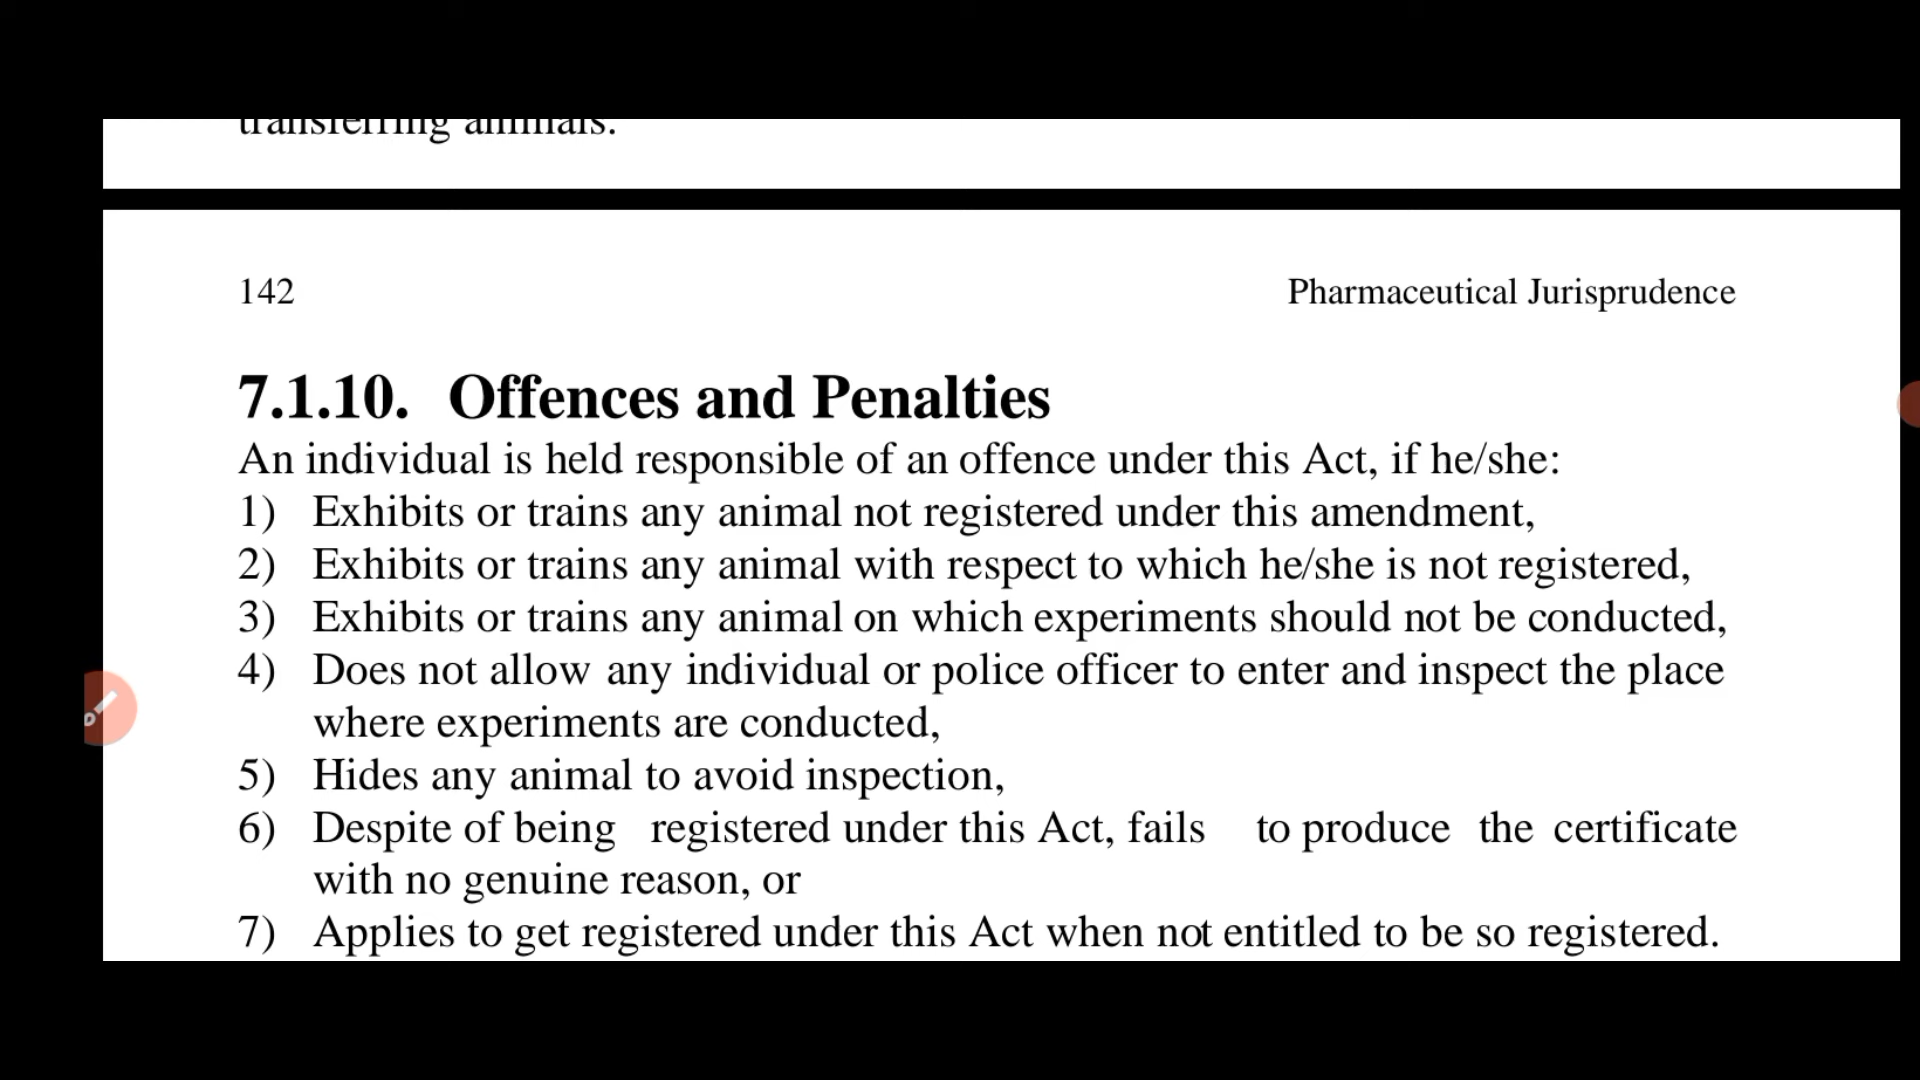 transferring animals.
142 Pharmaceutical Jurisprudence
7.1.10. Offences and Penalties
An individual is held responsible of an offence under this Act, if he/she:
1) Exhibits or trains any animal not registered under this amendment,
2) Exhibits or trains any animal with respect to which he/she is not registered,
3) Exhibits or trains any animal on which experiments should not be conducted,
4) Does not allow any individual or police officer to enter and inspect the place
where experiments are conducted,
5) Hides any animal to avoid inspection,
6) Despite of being registered under this Act, fails to produce the certificate
with no genuine reason, or
7) Applies to get registered under this Act when not entitled to be so registered.